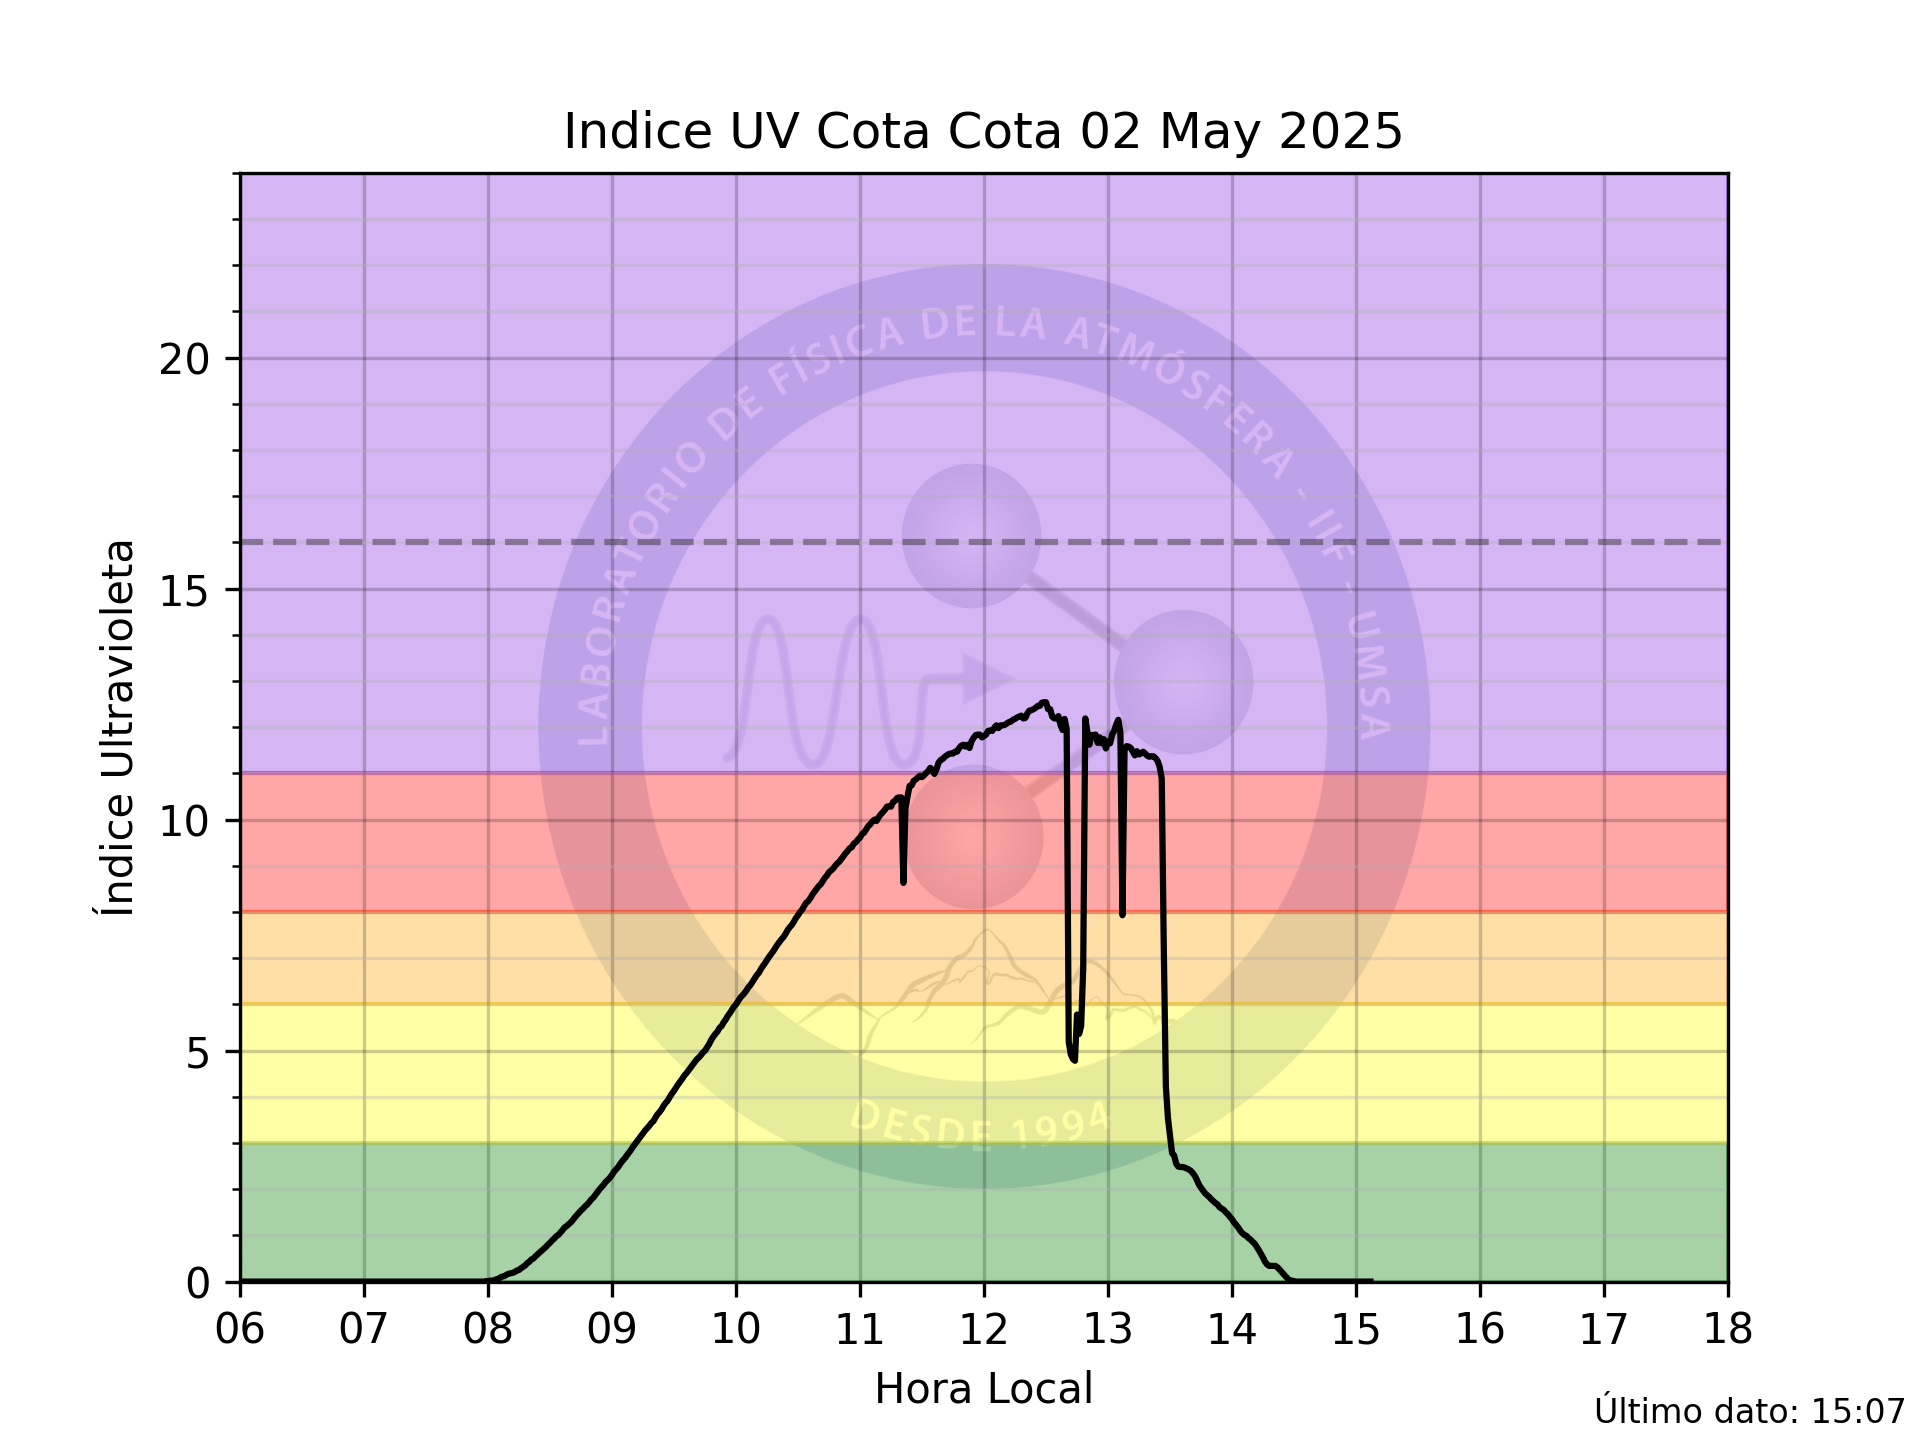 Indice UV Cota Cota 02 May 2025
Índice Ultravioleta
20
15
10
5
0
LABORATORIO DE FÍSICA DE LA ATMÓSFERA - IIF - UMSA
DESDE 1994
06 07 08 09 10 11 12 13 14 15 16 17 18
Hora Local
Último dato: 15:07